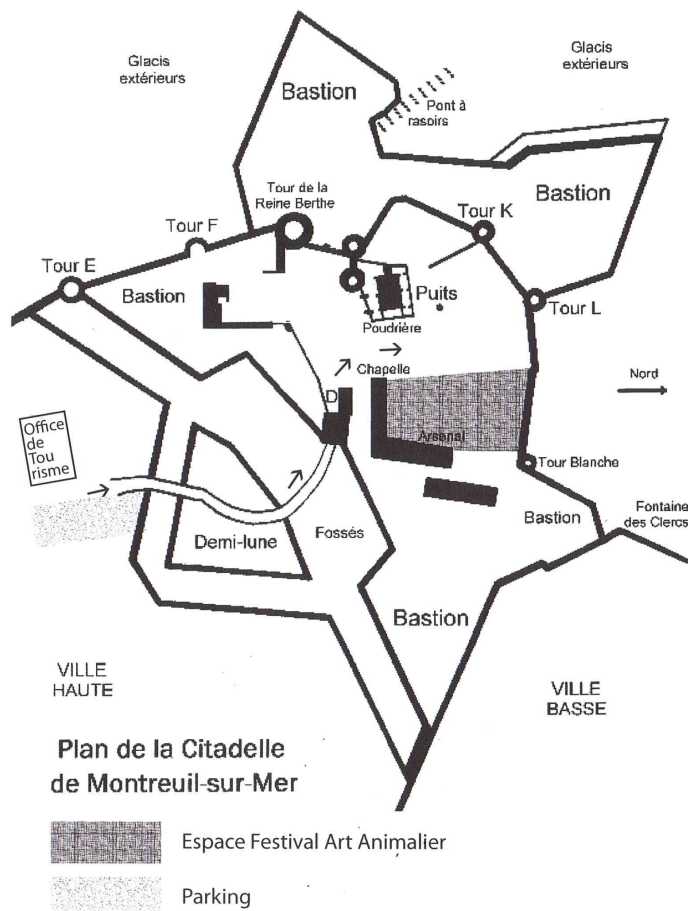 Glacis
extérieurs
Glacis
extérieurs
Bastion
Pont à
rasoirs
Bastion
Tour de la
Reine Berthe
Tour F
Tour K
Tour E
Bastion
Puits
Tour L
Poudrière
Chapelle
Nord
D
Office
de
Tou
risme
Arsenal
Tour Blanche
Fontaine
des Clercs
Bastion
Demi-lune
Fossés
Bastion
VILLE
HAUTE
VILLE
BASSE
Plan de la Citadelle
de Montreuil-sur-Mer
Espace Festival Art Animalier
Parking